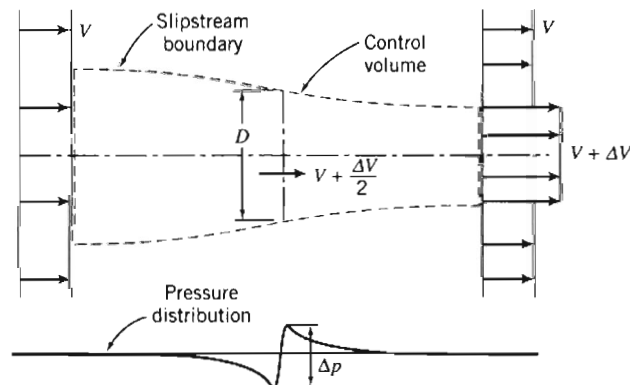 V
Slipstream
boundary
Control
volume
V
D
V + ΔV/2
V + ΔV
Pressure
distribution
Δp